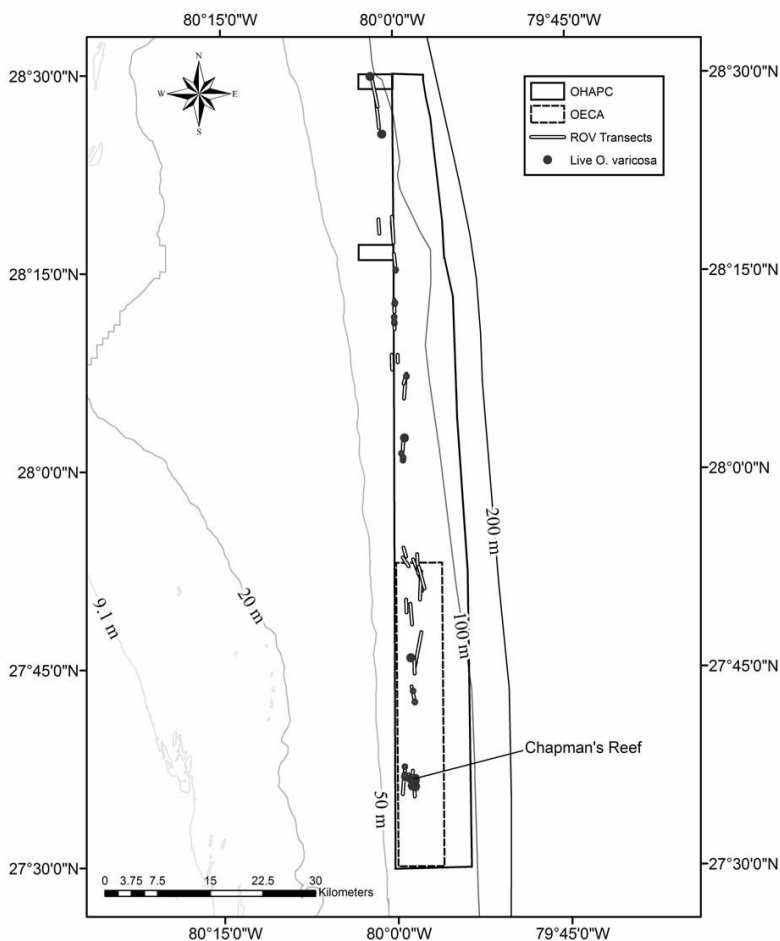 80°15'0"W 80°0'0"W 79°45'0"W
28°30'0"N 28°30'0"N
N
W E
S
OHAPC
OECA
ROV Transects
Live O. varicosa
28°15'0"N 28°15'0"N
28°0'0"N 28°0'0"N
200 m
9.1 m
20 m
100 m
27°45'0"N 27°45'0"N
Chapman's Reef
50 m
27°30'0"N 27°30'0"N
0 3.75 7.5 15 22.5 30
Kilometers
80°15'0"W 80°0'0"W 79°45'0"W